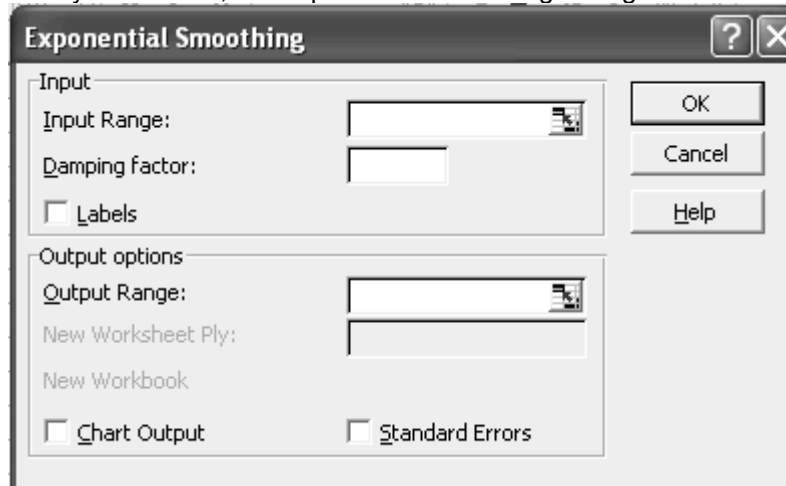 Exponential Smoothing
Input
Input Range:
Damping factor:
Labels
OK
Cancel
Help
Output options
Output Range:
New Worksheet Ply:
New Workbook
Chart Output
Standard Errors